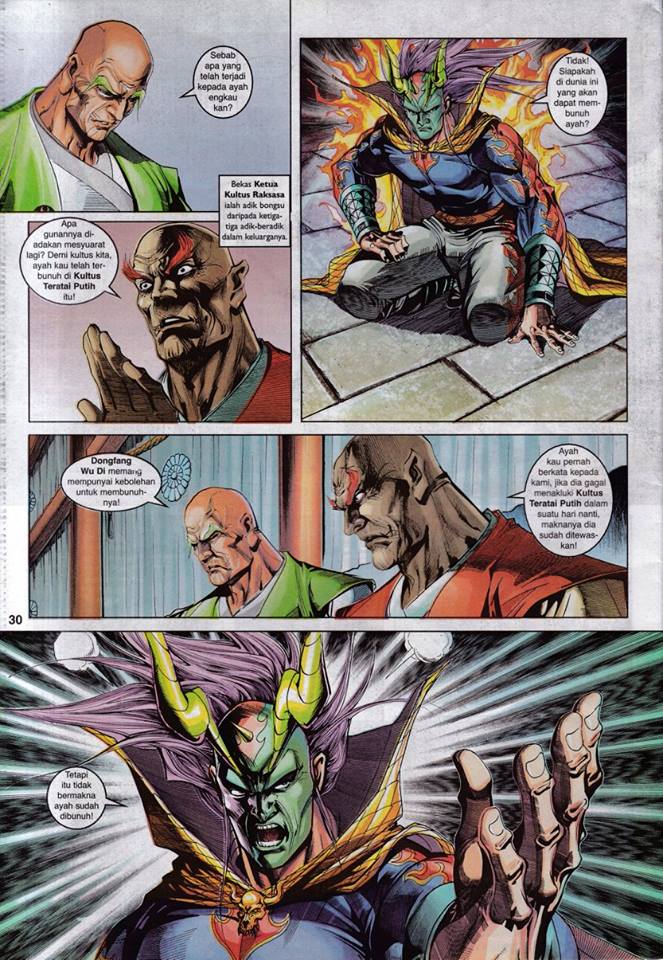 Sebab
apa yang
telah terjadi
kepada ayah
engkau
kan?
Tidak!
Siapakah
di dunia ini
yang akan
dapat mem-
bunuh
ayah?
Bekas Ketua
Kultus Raksasa
ialah adik bongsu
daripada ketiga-
tiga adik-beradik
dalam keluarganya.
Apa
gunannya di-
adakan mesyuarat
lagi? Demi kultus kita,
ayah kau telah ter-
bunuh di Kultus
Teratai Putih
itu!
Dongfang
Wu Di memang
mempunyai kebolehan
untuk membunuh-
nya!
Ayah
kau pernah
berkata kepada
kami, jika dia gagal
menakluki Kultus
Teratai Putih dalam
suatu hari nanti,
maknanya dia
sudah ditewas-
kan!
30
Tetapi
itu tidak
bermakna
ayah sudah
dibunuh!